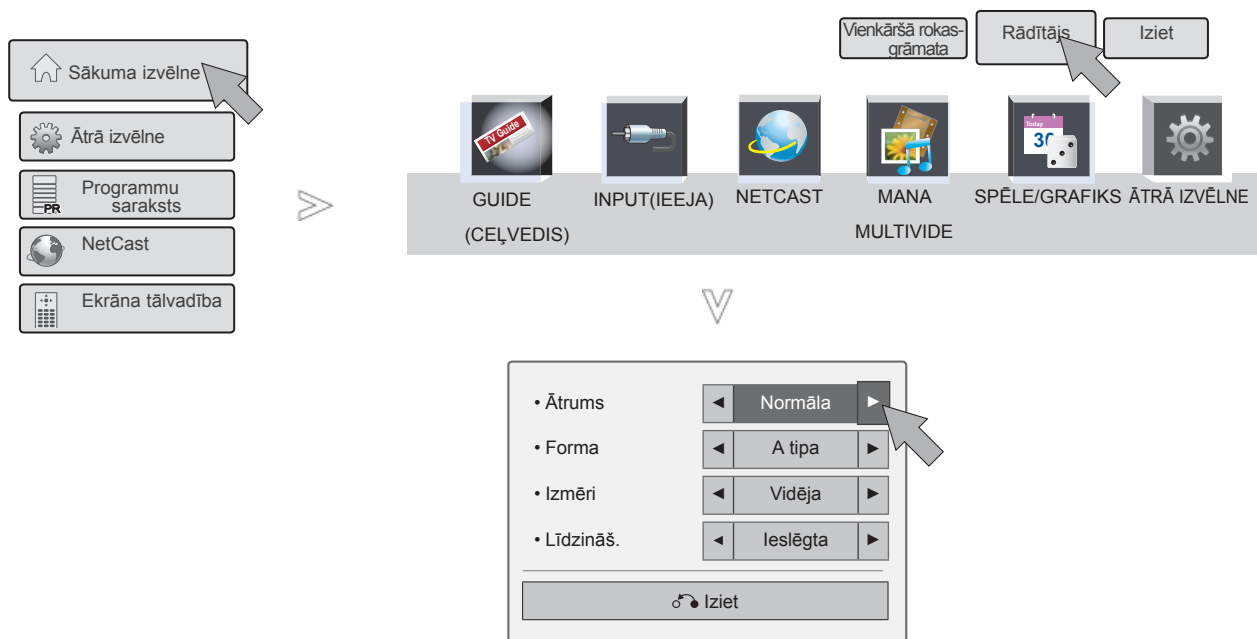 Sākuma izvēlne
Ātrā izvēlne
PR
Programmu
saraksts
NetCast
Ekrāna tālvadība
Vienkāršā rokas-
grāmata
Rādītājs
Iziet
TV Guide
Today
30
GUIDE
(CEĻVEDIS)
INPUT(IEEJA)
NETCAST
MANA
MULTIVIDE
SPĒLE/GRAFIKS
ĀTRĀ IZVĒLNE
• Ātrums
Normāla
• Forma
A tipa
• Izmēri
Vidēja
• Līdzināš.
Ieslēgta
Iziet